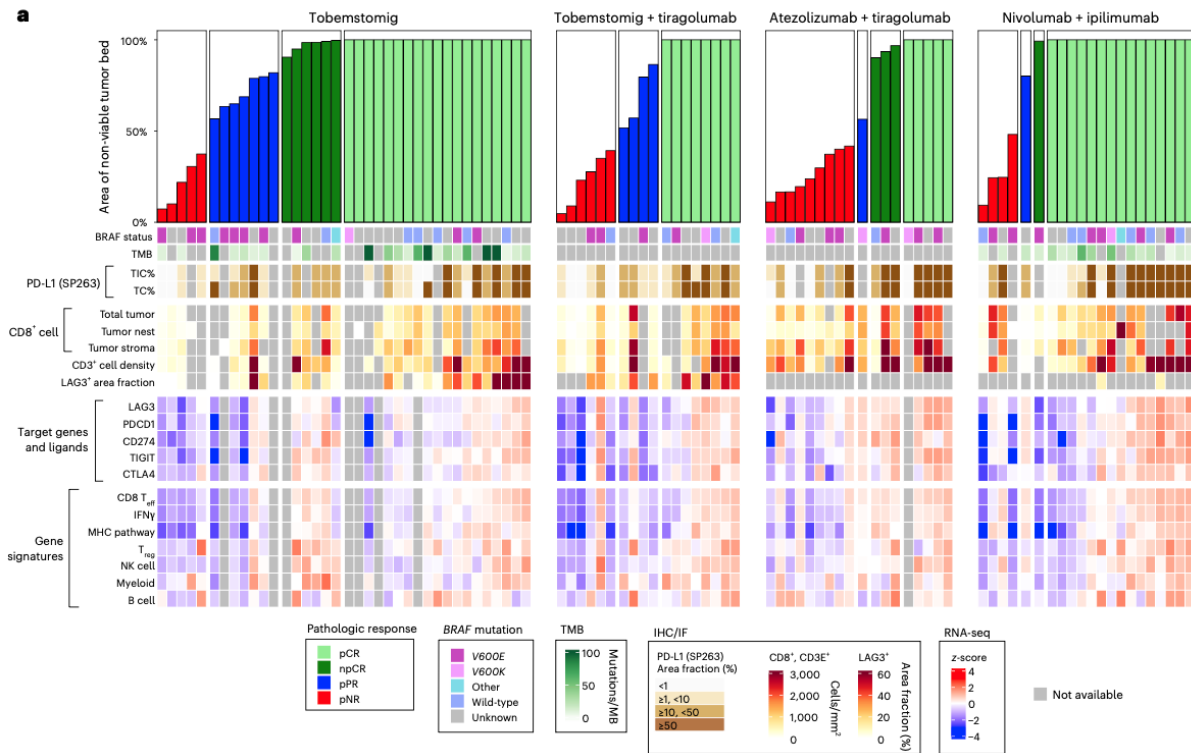 a
Tobemstomig
Tobemstomig + tiragolumab
Atezolizumab + tiragolumab
Nivolumab + ipilimumab
Area of non-viable tumor bed
100%
50%
0%
BRAF status
TMB
PD-L1 (SP263)
TIC%
TC%
CD8+ cell
Total tumor
Tumor nest
Tumor stroma
CD3+ cell density
LAG3+ area fraction
Target genes
and ligands
LAG3
PDCD1
CD274
TIGIT
CTLA4
Gene
signatures
CD8 Teff
IFNγ
MHC pathway
Treg
NK cell
Myeloid
B cell
Pathologic response
pCR
npCR
pPR
pNR
BRAF mutation
V600E
V600K
Other
Wild-type
Unknown
TMB
100
50
0
Mutations/MB
IHC/IF
PD-L1 (SP263)
Area fraction (%)
<1
≥1, <10
≥10, <50
≥50
CD8+, CD3E+
3,000
2,000
1,000
0
Cells/mm2
LAG3+
60
40
20
0
Area fraction (%)
RNA-seq
z-score
4
2
0
−2
−4
Not available